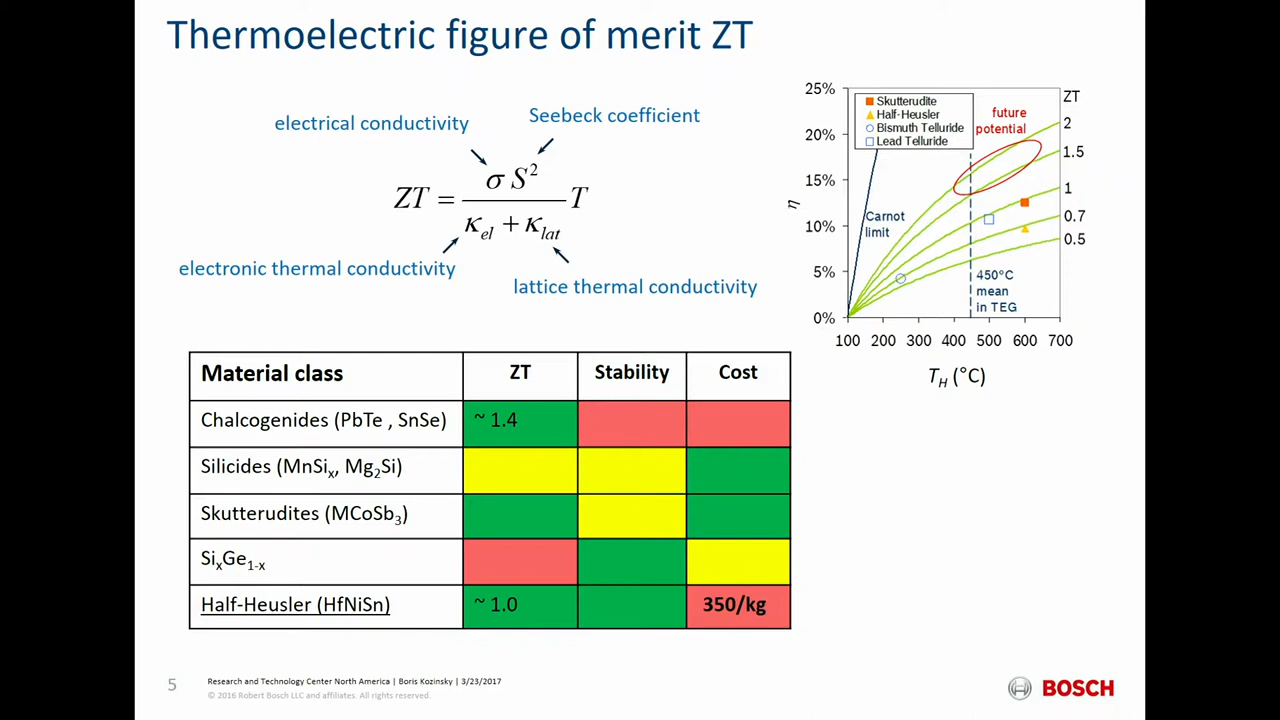 Thermoelectric figure of merit ZT
electrical conductivity
Seebeck coefficient
ZT = σ S² / (κel + κlat) T
electronic thermal conductivity
lattice thermal conductivity
25%
20%
15%
10%
5%
0%
η
Skutterudite
Half-Heusler
Bismuth Telluride
Lead Telluride
future
potential
ZT
2
1.5
1
0.7
0.5
Carnot
limit
450°C
mean
in TEG
100 200 300 400 500 600 700
TH (°C)
Material class ZT Stability Cost
Chalcogenides (PbTe , SnSe) ~ 1.4
Silicides (MnSix, Mg2Si)
Skutterudites (MCoSb3)
SixGe1-x
Half-Heusler (HfNiSn) ~ 1.0 350/kg
5
Research and Technology Center North America | Boris Kozinsky | 3/23/2017
© 2016 Robert Bosch LLC and affiliates. All rights reserved.
BOSCH